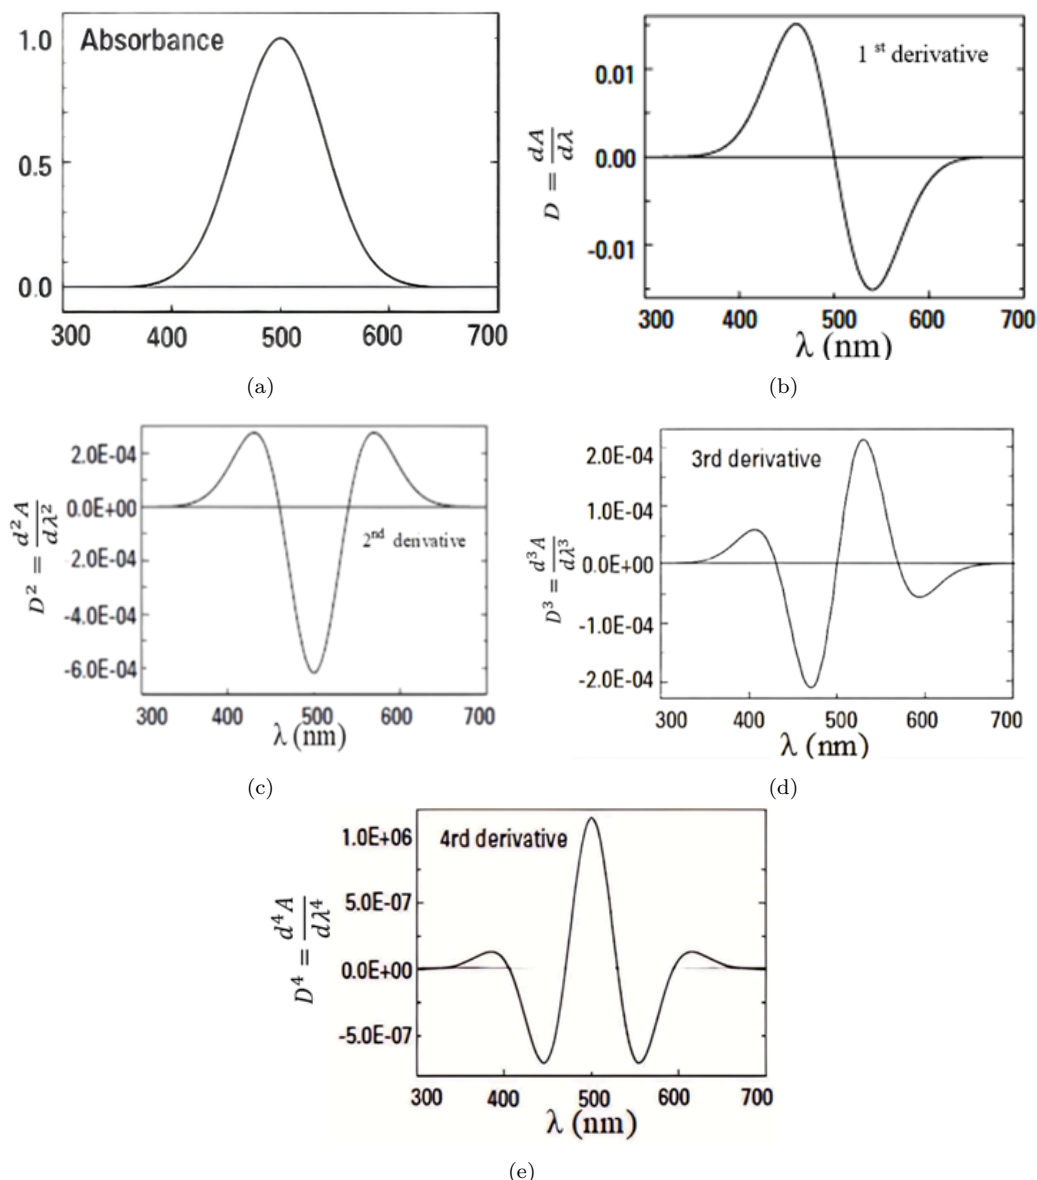 Absorbance
1.0
0.5
0.0
300 400 500 600 700
(a)
1 st derivative
D = dA/dλ
0.01
0.00
-0.01
300 400 500 600 700
λ (nm)
(b)
D² = d²A/dλ²
2.0E-04
0.0E+00
-2.0E-04
-4.0E-04
-6.0E-04
2nd denvative
300 400 500 600 700
λ (nm)
(c)
3rd derivative
D³ = d³A/dλ³
2.0E-04
1.0E-04
0.0E+00
-1.0E-04
-2.0E-04
300 400 500 600 700
λ (nm)
(d)
4rd derivative
D⁴ = d⁴A/dλ⁴
1.0E+06
5.0E-07
0.0E+00
-5.0E-07
300 400 500 600 700
λ (nm)
(e)